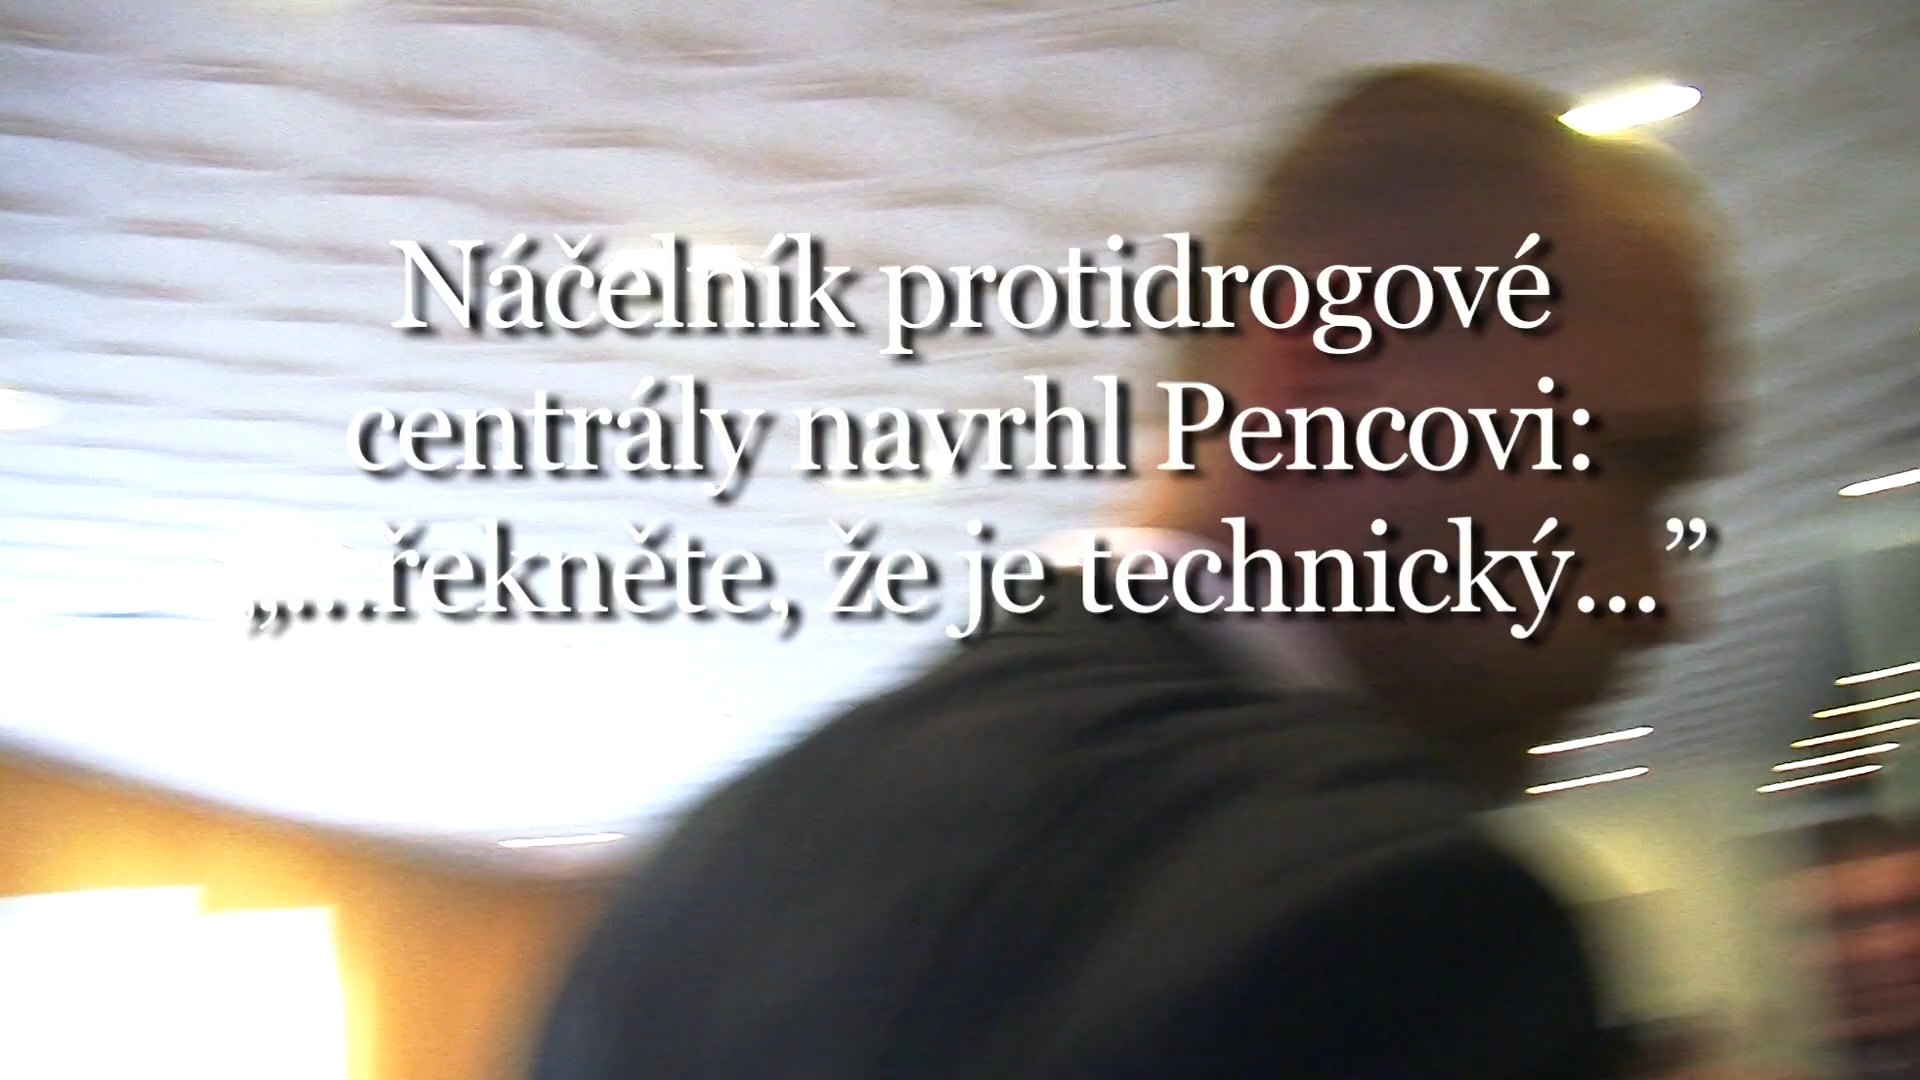 Náčelník protidrogové
centrály navrhl Pencovi:
„...řekněte, že je technický...”